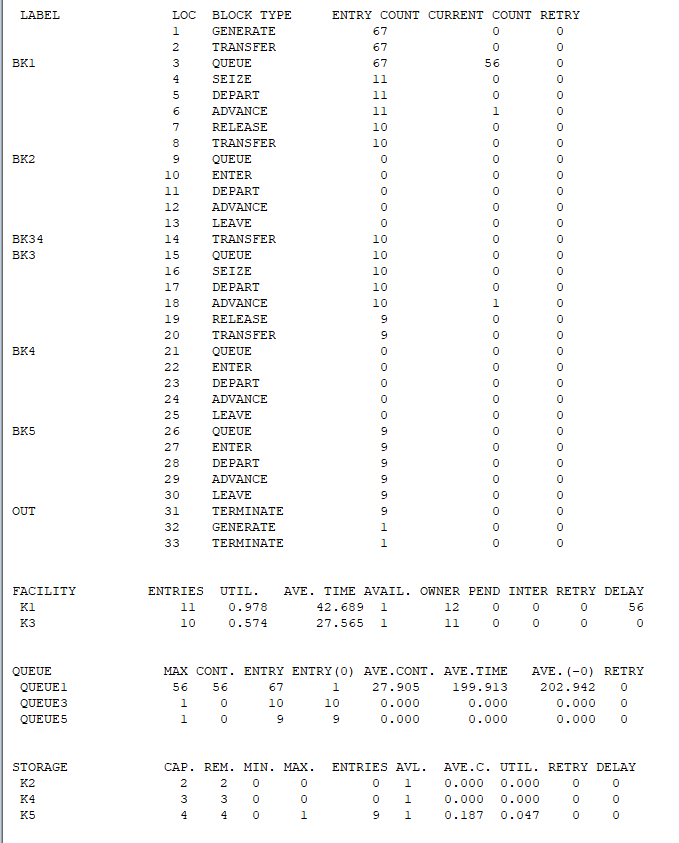 LABEL LOC BLOCK TYPE ENTRY COUNT CURRENT COUNT RETRY
1 GENERATE 67 0 0
2 TRANSFER 67 0 0
BK1 3 QUEUE 67 56 0
4 SEIZE 11 0 0
5 DEPART 11 0 0
6 ADVANCE 11 1 0
7 RELEASE 10 0 0
8 TRANSFER 10 0 0
BK2 9 QUEUE 0 0 0
10 ENTER 0 0 0
11 DEPART 0 0 0
12 ADVANCE 0 0 0
13 LEAVE 0 0 0
BK34 14 TRANSFER 10 0 0
BK3 15 QUEUE 10 0 0
16 SEIZE 10 0 0
17 DEPART 10 0 0
18 ADVANCE 10 1 0
19 RELEASE 9 0 0
20 TRANSFER 9 0 0
BK4 21 QUEUE 0 0 0
22 ENTER 0 0 0
23 DEPART 0 0 0
24 ADVANCE 0 0 0
25 LEAVE 0 0 0
BK5 26 QUEUE 9 0 0
27 ENTER 9 0 0
28 DEPART 9 0 0
29 ADVANCE 9 0 0
30 LEAVE 9 0 0
OUT 31 TERMINATE 9 0 0
32 GENERATE 1 0 0
33 TERMINATE 1 0 0
FACILITY ENTRIES UTIL. AVE. TIME AVAIL. OWNER PEND INTER RETRY DELAY
K1 11 0.978 42.689 1 12 0 0 0 56
K3 10 0.574 27.565 1 11 0 0 0 0
QUEUE MAX CONT. ENTRY ENTRY(0) AVE.CONT. AVE.TIME AVE.(-0) RETRY
QUEUE1 56 56 67 1 27.905 199.913 202.942 0
QUEUE3 1 0 10 10 0.000 0.000 0.000 0
QUEUE5 1 0 9 9 0.000 0.000 0.000 0
STORAGE CAP. REM. MIN. MAX. ENTRIES AVL. AVE.C. UTIL. RETRY DELAY
K2 2 2 0 0 0 1 0.000 0.000 0 0
K4 3 3 0 0 0 1 0.000 0.000 0 0
K5 4 4 0 1 9 1 0.187 0.047 0 0